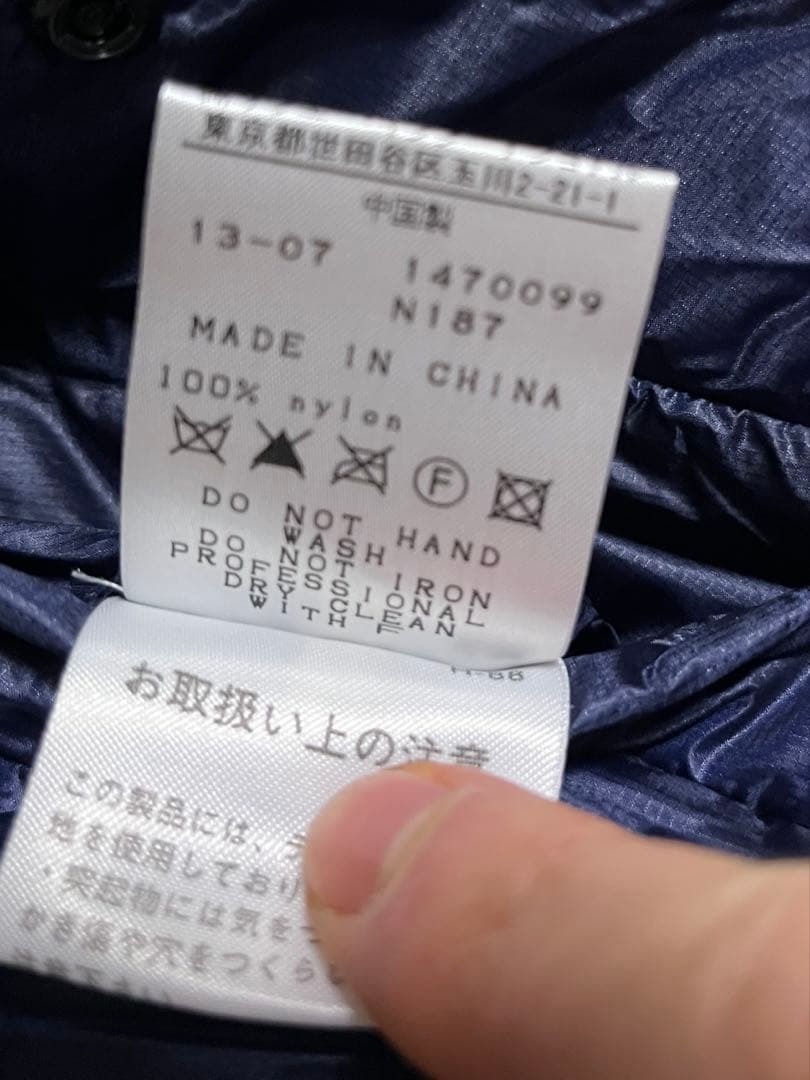 東京都世田谷区玉川2-21-1
中国製
13-07 1470099
N187
MADE IN CHINA
100% nylon
F
DO NOT HAND
WASH
DO NOT IRON
PROFESSIONAL
DRY CLEAN
WITH F
お取扱い上の注意
この製品には、
地を使用しており
・突起物には気をつ
かき傷や穴をつくら